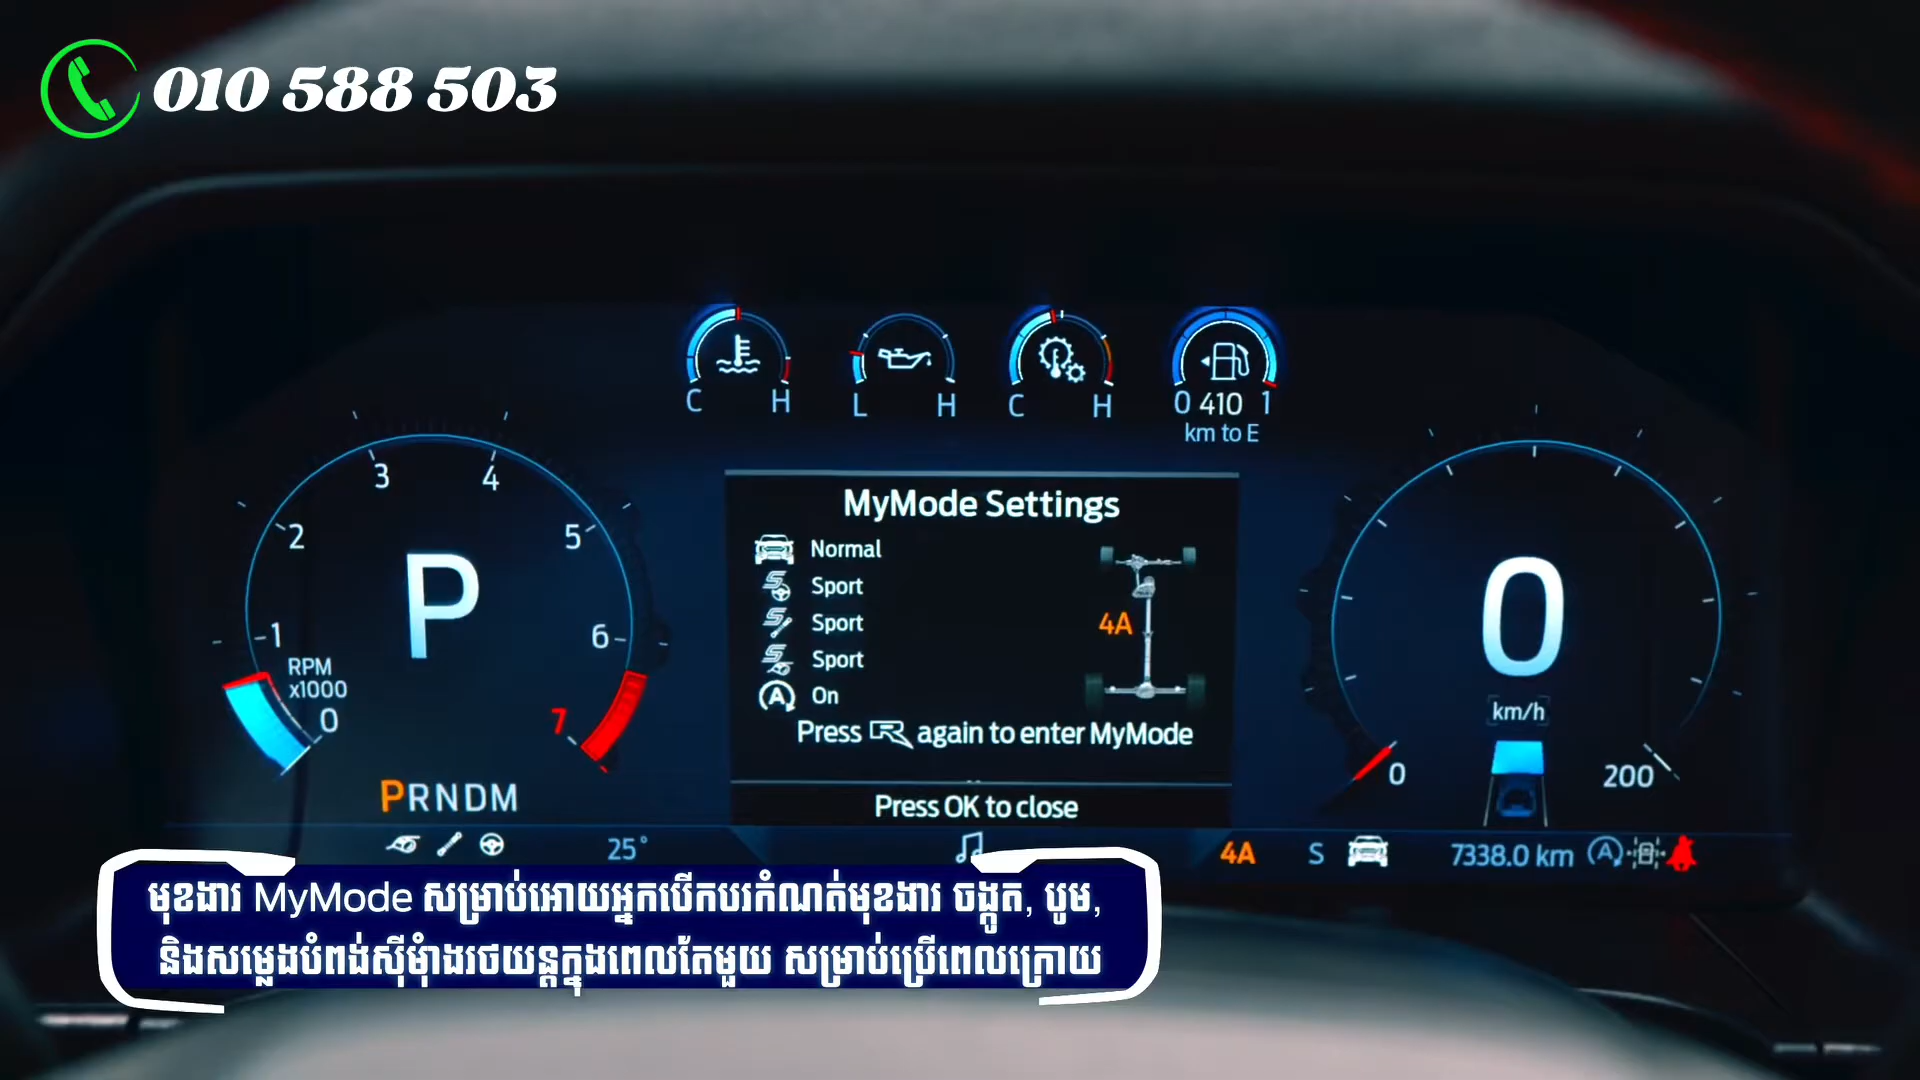 010 588 503
C H
L H
C H
0 410 1
km to E
3 4
2 5
1 6
RPM
x1000
0
7
P
PRNDM
25°
MyMode Settings
Normal
Sport
Sport
Sport
On
4A
Press R again to enter MyMode
Press OK to close
0
km/h
0 200
4A S 7338.0 km
មុខងារ MyMode សម្រាប់អោយអ្នកបើកបរកំណត់មុខងារ ចង្កូត, បូម,
និងសម្លេងបំពង់ស៊ីមុំាងរថយន្តក្នុងពេលតែមួយ សម្រាប់ប្រើពេលក្រោយ